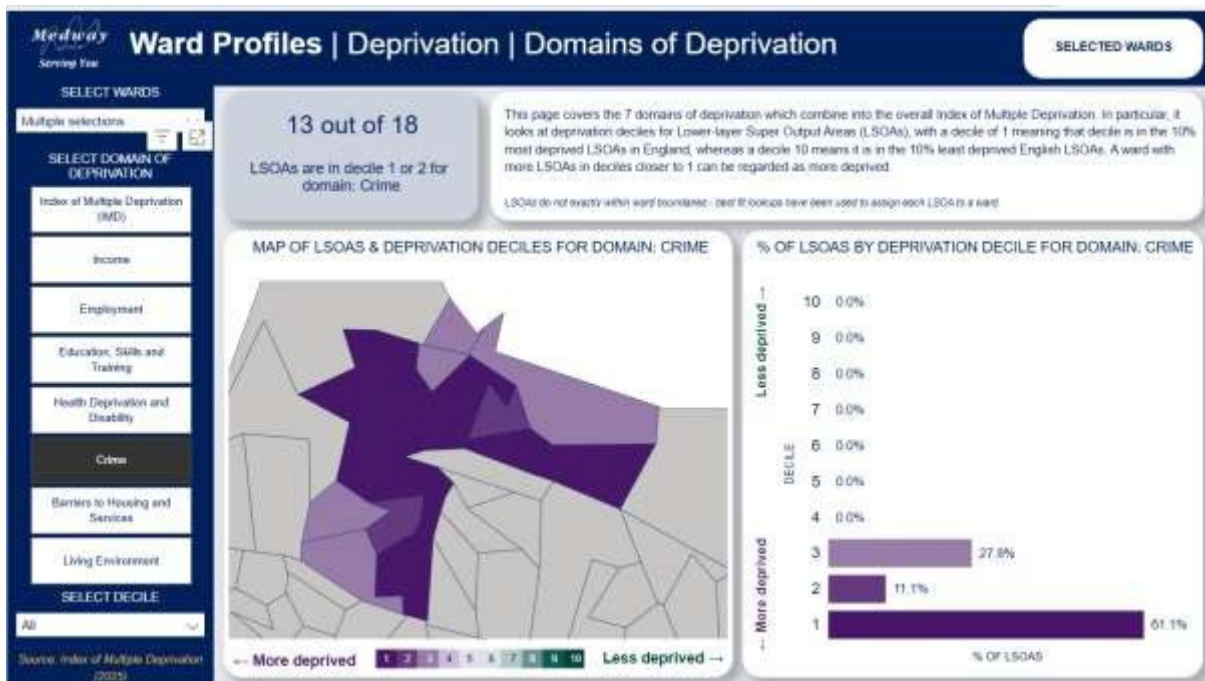 Medway
Serving You
Ward Profiles | Deprivation | Domains of Deprivation
SELECTED WARDS
SELECT WARDS
Multiple selections
SELECT DOMAIN OF
DEPRIVATION
Index of Multiple Deprivation
(IMD)
Income
Employment
Education, Skills and
Training
Health Deprivation and
Disability
Crime
Barriers to Housing and
Services
Living Environment
SELECT DECILE
All
Source: Index of Multiple Deprivation
(2025)
13 out of 18
LSOAs are in decile 1 or 2 for
domain: Crime
This page covers the 7 domains of deprivation which combine into the overall Index of Multiple Deprivation. In particular, it
looks at deprivation deciles for Lower-layer Super Output Areas (LSOAs), with a decile of 1 meaning that decile is in the 10%
most deprived LSOAs in England, whereas a decile 10 means it is in the 10% least deprived English LSOAs. A ward with
more LSOAs in deciles closer to 1 can be regarded as more deprived.
LSOAs do not exactly within ward boundaries - best fit lookups have been used to assign each LSOA to a ward
MAP OF LSOAS & DEPRIVATION DECILES FOR DOMAIN: CRIME
← More deprived
1 2 3 4 5 6 7 8 9 10
Less deprived →
% OF LSOAS BY DEPRIVATION DECILE FOR DOMAIN: CRIME
Less deprived →
DECILE
← More deprived
10 0.0%
9 0.0%
8 0.0%
7 0.0%
6 0.0%
5 0.0%
4 0.0%
3 27.8%
2 11.1%
1 61.1%
% OF LSOAS